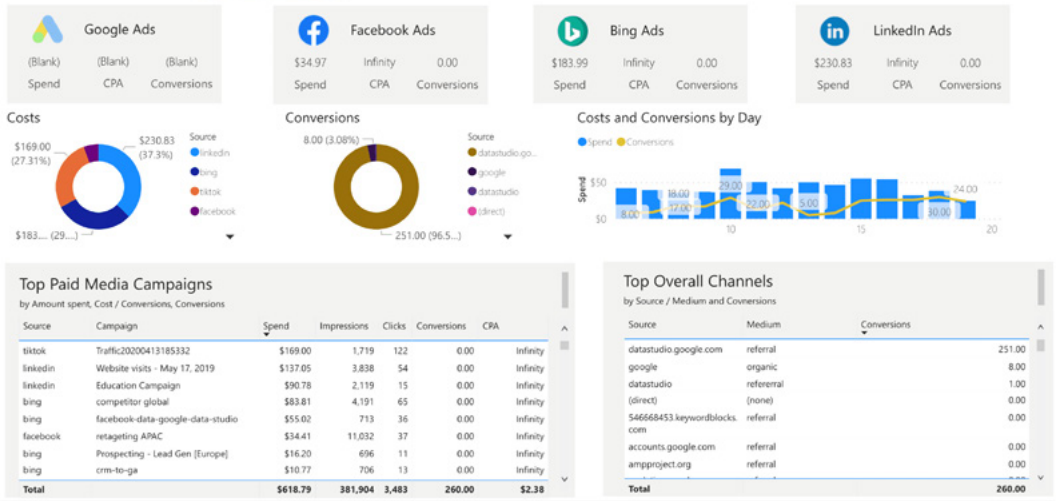 Google Ads
(Blank) (Blank) (Blank)
Spend CPA Conversions
Facebook Ads
$34.97 Infinity 0.00
Spend CPA Conversions
Bing Ads
$183.99 Infinity 0.00
Spend CPA Conversions
in LinkedIn Ads
$230.83 Infinity 0.00
Spend CPA Conversions
Costs
$169.00
(27.31%)
$230.83
(37.3%)
$183.... (29....)
Source
linkedin
bing
tiktok
facebook
Conversions
8.00 (3.08%)
251.00 (96.5...)
Source
datastudio.go...
google
datastudio
(direct)
Costs and Conversions by Day
Spend Conversions
Spend
$50
$0
8.00 18.00 17.00 29.00 22.00 5.00 30.00 24.00
10 15 20
Top Paid Media Campaigns
by Amount spent, Cost / Conversions, Conversions
Source Campaign Spend Impressions Clicks Conversions CPA
tiktok Traffic20200413185332 $169.00 1,719 122 0.00 Infinity
linkedin Website visits - May 17, 2019 $137.05 3,838 54 0.00 Infinity
linkedin Education Campaign $90.78 2,119 15 0.00 Infinity
bing competitor global $83.81 4,191 65 0.00 Infinity
bing facebook-data-google-data-studio $55.02 713 36 0.00 Infinity
facebook retageting APAC $34.41 11,032 37 0.00 Infinity
bing Prospecting - Lead Gen [Europe] $16.20 696 11 0.00 Infinity
bing crm-to-ga $10.77 706 13 0.00 Infinity
Total $618.79 381,904 3,483 260.00 $2.38
Top Overall Channels
by Source / Medium and Covnersions
Source Medium Conversions
datastudio.google.com referral 251.00
google organic 8.00
datastudio refererral 1.00
(direct) (none) 0.00
546668453.keywordblocks. referral 0.00
com
accounts.google.com referral 0.00
ampproject.org referral 0.00
Total 260.00